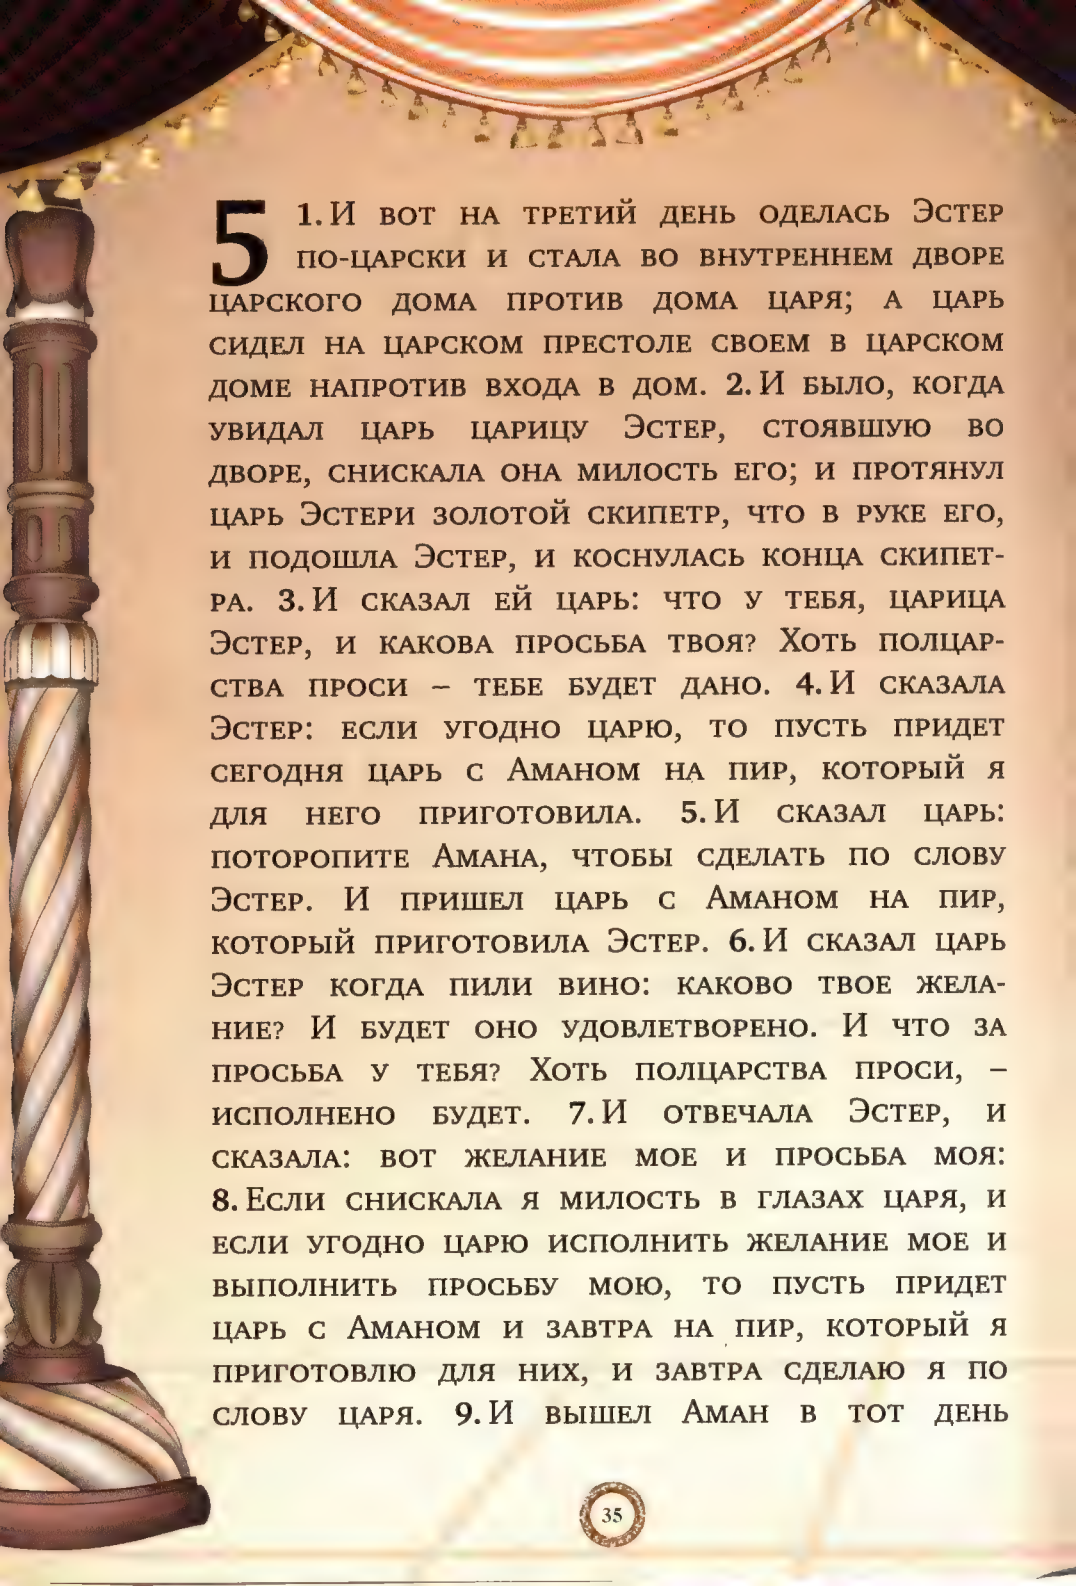 5 1. И вот на третий день оделась Эстер
по-царски и стала во внутреннем дворе
царского дома против дома царя; а царь
сидел на царском престоле своем в царском
доме напротив входа в дом. 2. И было, когда
увидал царь царицу Эстер, стоявшую во
дворе, снискала она милость его; и протянул
царь Эстери золотой скипетр, что в руке его,
и подошла Эстер, и коснулась конца скипет-
ра. 3. И сказал ей царь: что у тебя, царица
Эстер, и какова просьба твоя? Хоть полцар-
ства проси – тебе будет дано. 4. И сказала
Эстер: если угодно царю, то пусть придет
сегодня царь с Аманом на пир, который я
для него приготовила. 5. И сказал царь:
поторопите Амана, чтобы сделать по слову
Эстер. И пришел царь с Аманом на пир,
который приготовила Эстер. 6. И сказал царь
Эстер когда пили вино: каково твое жела-
ние? И будет оно удовлетворено. И что за
просьба у тебя? Хоть полцарства проси, –
исполнено будет. 7. И отвечала Эстер, и
сказала: вот желание мое и просьба моя:
8. Если снискала я милость в глазах царя, и
если угодно царю исполнить желание мое и
выполнить просьбу мою, то пусть придет
царь с Аманом и завтра на пир, который я
приготовлю для них, и завтра сделаю я по
слову царя. 9. И вышел Аман в тот день
35